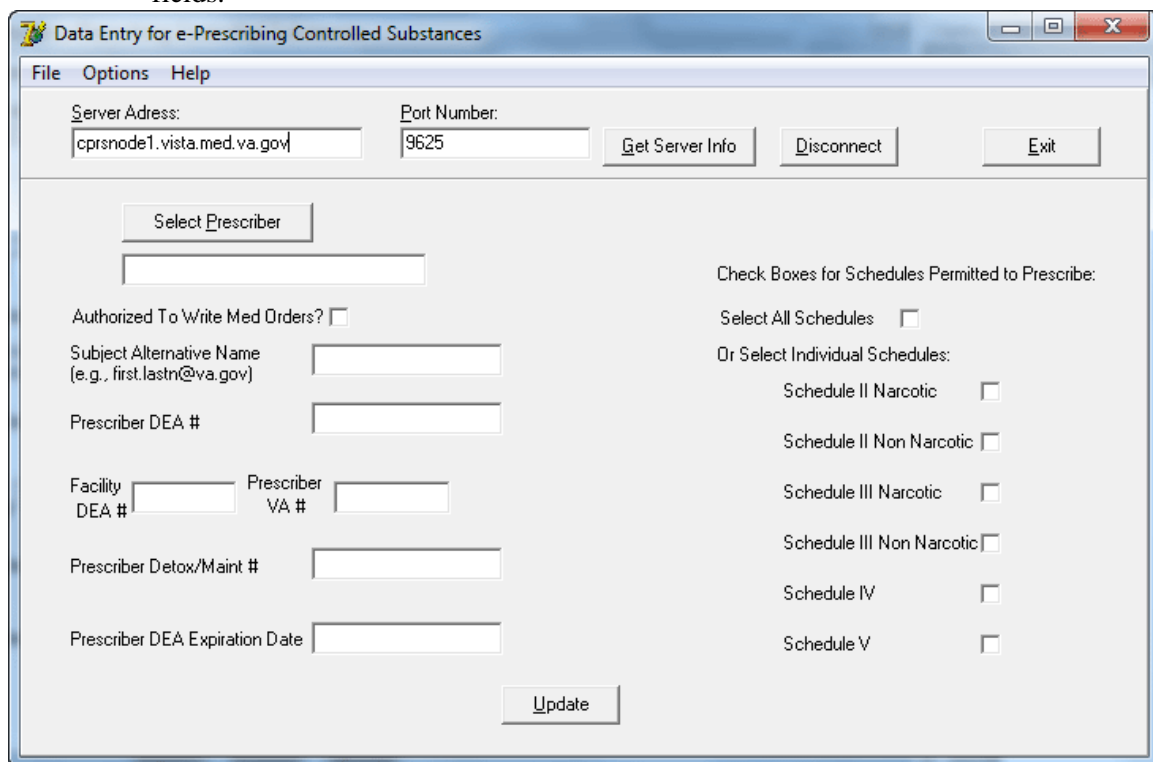 fields.
Data Entry for e-Prescribing Controlled Substances
File Options Help
Server Adress:
Port Number:
cprsnode1.vista.med.va.gov
9625
Get Server Info
Disconnect
Exit
Select Prescriber
Check Boxes for Schedules Permitted to Prescribe:
Authorized To Write Med Orders?
Select All Schedules
Subject Alternative Name
(e.g., first.lastn@va.gov)
Or Select Individual Schedules:
Schedule II Narcotic
Prescriber DEA #
Schedule II Non Narcotic
Facility
DEA #
Prescriber
VA #
Schedule III Narcotic
Schedule III Non Narcotic
Prescriber Detox/Maint #
Schedule IV
Prescriber DEA Expiration Date
Schedule V
Update